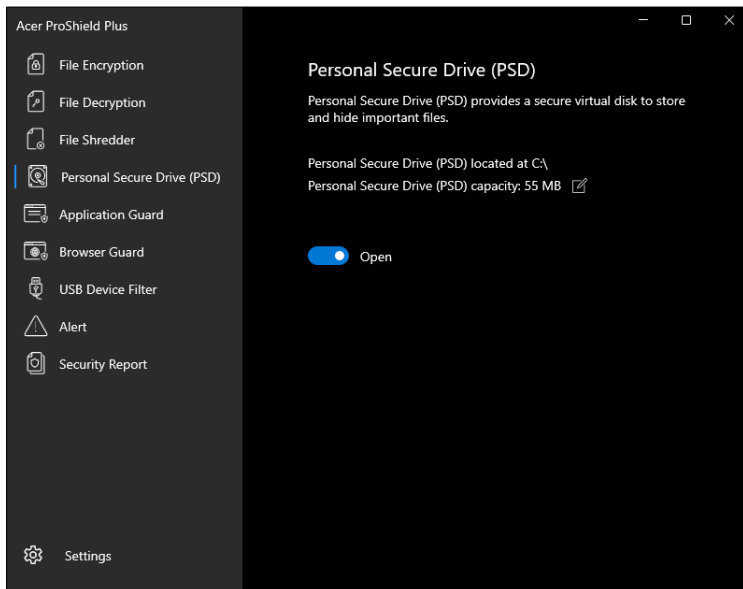 Acer ProShield Plus
File Encryption
File Decryption
File Shredder
Personal Secure Drive (PSD)
Application Guard
Browser Guard
USB Device Filter
Alert
Security Report
Settings
Personal Secure Drive (PSD)
Personal Secure Drive (PSD) provides a secure virtual disk to store
and hide important files.
Personal Secure Drive (PSD) located at C:\
Personal Secure Drive (PSD) capacity: 55 MB
Open